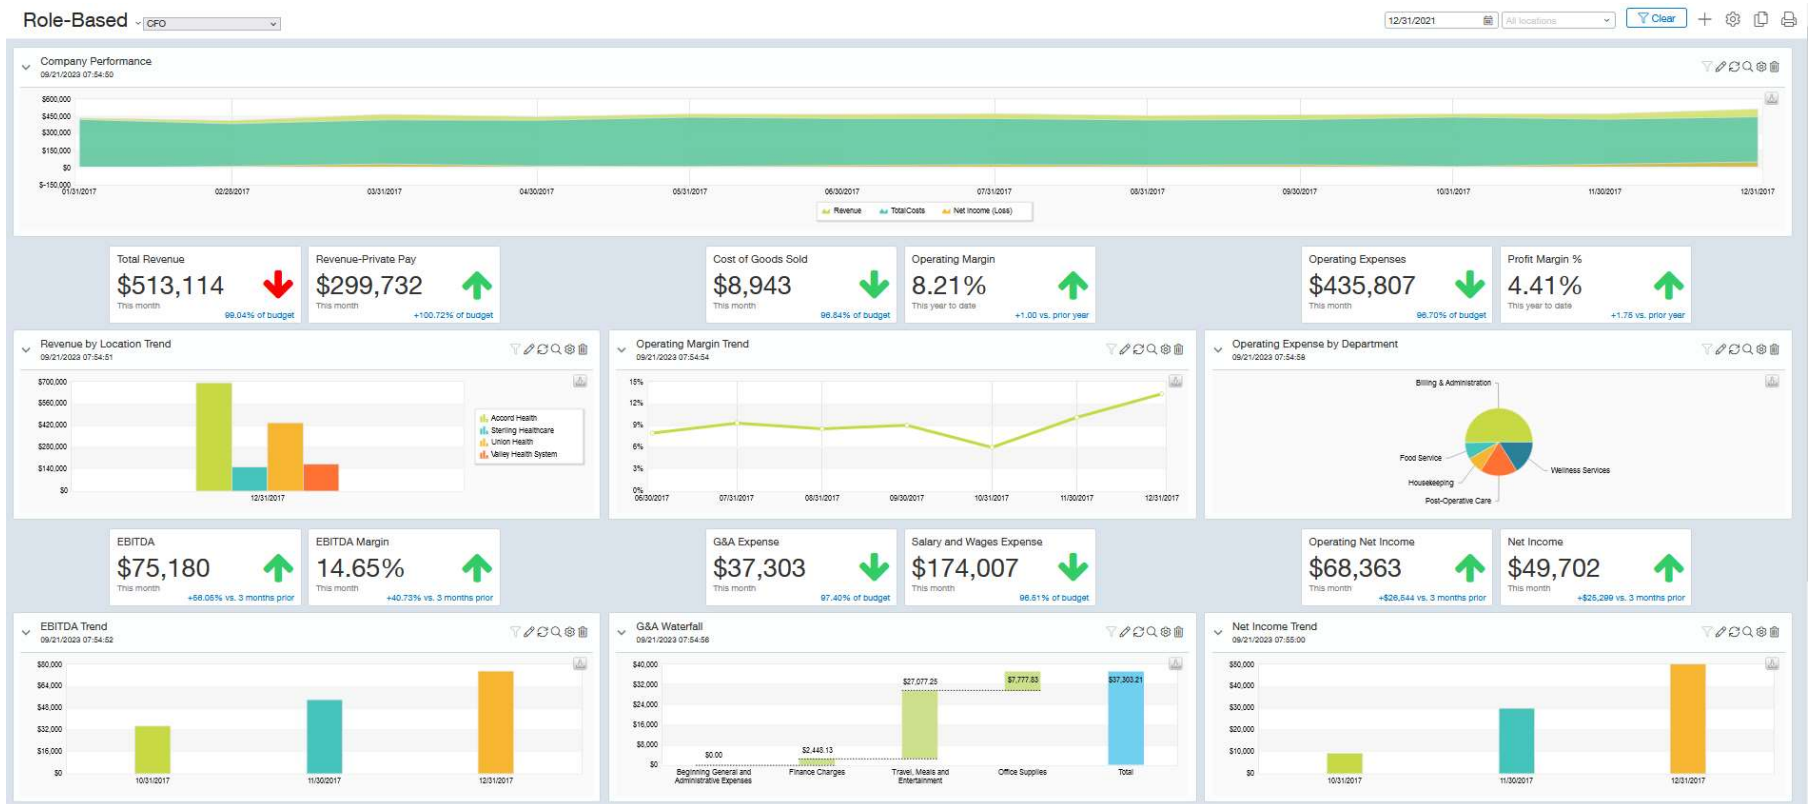 Role-Based
CFO
12/31/2021
All locations
Clear
Company Performance
09/21/2023 07:54:50
$600,000
$450,000
$300,000
$150,000
$0
$-150,000
01/31/2017 02/28/2017 03/31/2017 04/30/2017 05/31/2017 06/30/2017 07/31/2017 08/31/2017 09/30/2017 10/31/2017 11/30/2017 12/31/2017
Revenue TotalCosts Net Income (Loss)
Total Revenue
$513,114
This month
99.04% of budget
Revenue-Private Pay
$299,732
This month
+100.72% of budget
Cost of Goods Sold
$8,943
This month
96.84% of budget
Operating Margin
8.21%
This year to date
+1.00 vs. prior year
Operating Expenses
$435,807
This month
96.70% of budget
Profit Margin %
4.41%
This year to date
+1.75 vs. prior year
Revenue by Location Trend
09/21/2023 07:54:51
$700,000
$560,000
$420,000
$280,000
$140,000
$0
12/31/2017
Accord Health
Sterling Healthcare
Union Health
Valley Health System
Operating Margin Trend
09/21/2023 07:54:54
15%
12%
9%
6%
3%
0%
06/30/2017 07/31/2017 08/31/2017 09/30/2017 10/31/2017 11/30/2017 12/31/2017
Operating Expense by Department
09/21/2023 07:54:58
Billing & Administration
Food Service
Wellness Services
Housekeeping
Post-Operative Care
EBITDA
$75,180
This month
+56.05% vs. 3 months prior
EBITDA Margin
14.65%
This month
+40.73% vs. 3 months prior
G&A Expense
$37,303
This month
97.40% of budget
Salary and Wages Expense
$174,007
This month
96.51% of budget
Operating Net Income
$68,363
This month
+$26,544 vs. 3 months prior
Net Income
$49,702
This month
+$25,299 vs. 3 months prior
EBITDA Trend
09/21/2023 07:54:52
$80,000
$64,000
$48,000
$32,000
$16,000
$0
10/31/2017 11/30/2017 12/31/2017
G&A Waterfall
09/21/2023 07:54:56
$40,000
$32,000
$24,000
$16,000
$8,000
$0
$0.00
$2,448.13
$27,077.25
$7,777.83
$37,303.21
Beginning General and
Administrative Expenses
Finance Charges
Travel, Meals and
Entertainment
Office Supplies
Total
Net Income Trend
09/21/2023 07:55:00
$50,000
$40,000
$30,000
$20,000
$10,000
$0
10/31/2017 11/30/2017 12/31/2017